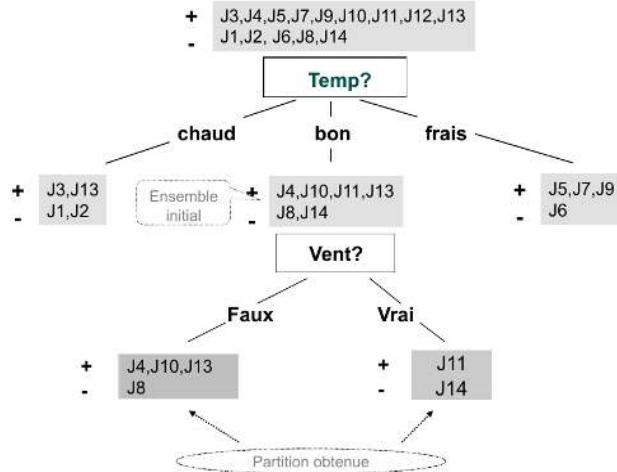 + J3,J4,J5,J7,J9,J10,J11,J12,J13
- J1,J2, J6,J8,J14
Temp?
chaud bon frais
+ J3,J13
- J1,J2
Ensemble
initial
+ J4,J10,J11,J13
- J8,J14
+ J5,J7,J9
- J6
Vent?
Faux Vrai
+ J4,J10,J13
- J8
+ J11
- J14
Partition obtenue